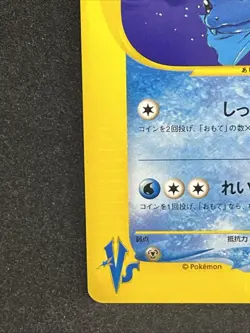 しっ
コインを2回投げ、「おもて」の数×
れい
コインを1回投げ、「おもて」なら、
弱点
抵抗力
VS
© Pokémon